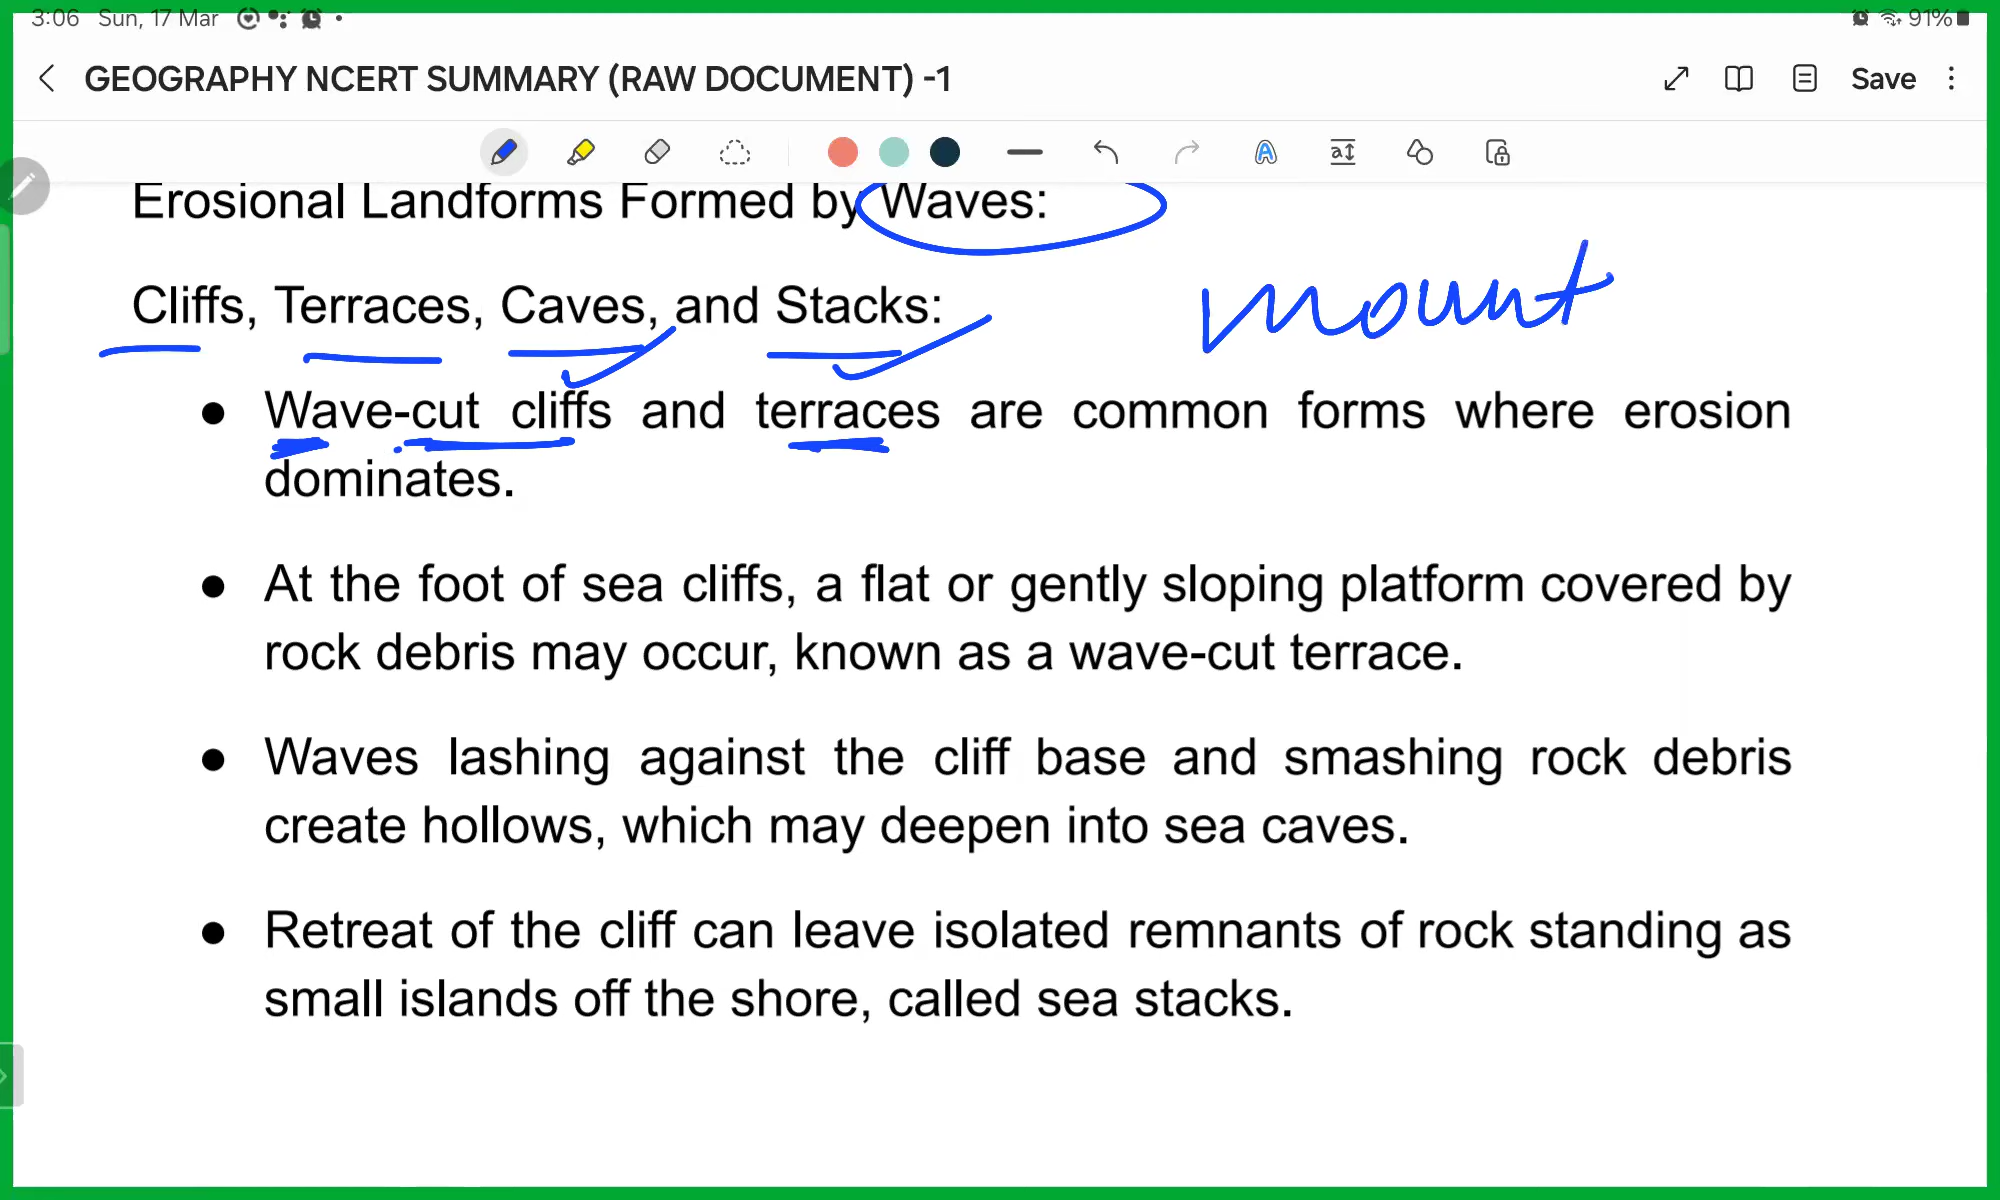 3:06 Sun, 17 Mar
91%
GEOGRAPHY NCERT SUMMARY (RAW DOCUMENT) -1
Save
Erosional Landforms Formed by Waves:
Cliffs, Terraces, Caves, and Stacks:
mount
● Wave-cut cliffs and terraces are common forms where erosion
dominates.
● At the foot of sea cliffs, a flat or gently sloping platform covered by
rock debris may occur, known as a wave-cut terrace.
● Waves lashing against the cliff base and smashing rock debris
create hollows, which may deepen into sea caves.
● Retreat of the cliff can leave isolated remnants of rock standing as
small islands off the shore, called sea stacks.